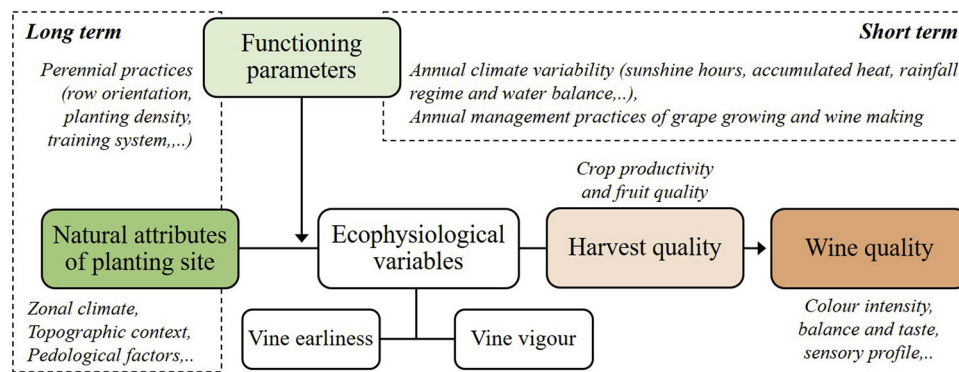 Long term
Functioning
parameters
Short term
Perennial practices
(row orientation,
planting density,
training system,,..)
Annual climate variability (sunshine hours, accumulated heat, rainfall
regime and water balance,..),
Annual management practices of grape growing and wine making
Crop productivity
and fruit quality
Natural attributes
of planting site
Ecophysiological
variables
Harvest quality
Wine quality
Zonal climate,
Topographic context,
Pedological factors,..
Vine earliness
Vine vigour
Colour intensity,
balance and taste,
sensory profile,..